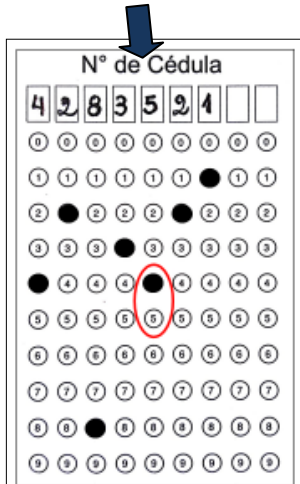 N° de Cédula
4 2 8 3 5 2 1
0 0 0 0 0 0 0 0 0
1 1 1 1 1 1 1 1
2 2 2 2 2 2 2
3 3 3 3 3 3 3 3
4 4 4 4 4 4 4
5 5 5 5 5 5 5 5 5
6 6 6 6 6 6 6 6 6
7 7 7 7 7 7 7 7 7
8 8 8 8 8 8 8 8
9 9 9 9 9 9 9 9 9